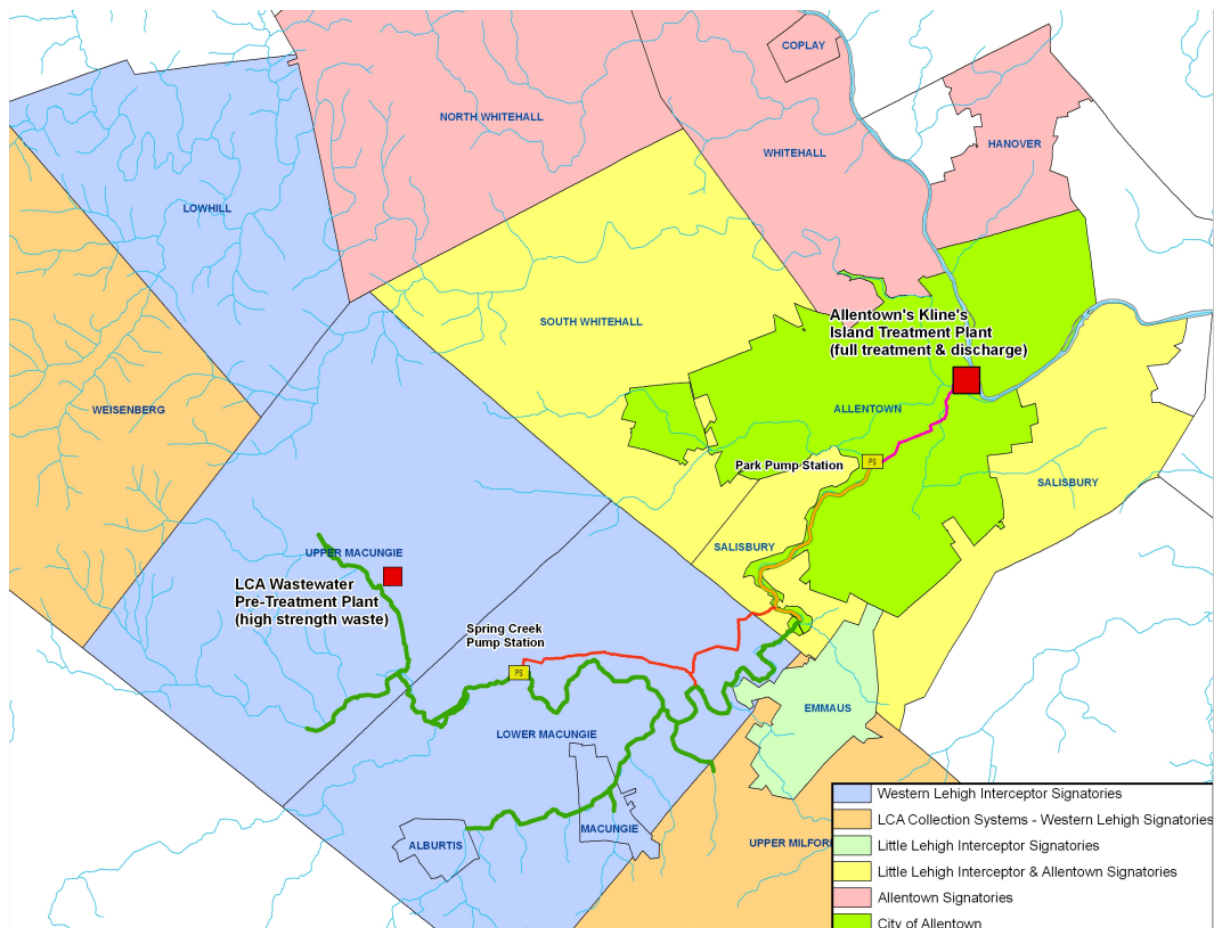 COPLAY
NORTH WHITEHALL
HANOVER
WHITEHALL
LOWHILL
Allentown's Kline's
Island Treatment Plant
(full treatment & discharge)
SOUTH WHITEHALL
WEISENBERG
ALLENTOWN
Park Pump Station
PS
SALISBURY
SALISBURY
UPPER MACUNGIE
LCA Wastewater
Pre-Treatment Plant
(high strength waste)
Spring Creek
Pump Station
PS
EMMAUS
LOWER MACUNGIE
MACUNGIE
ALBURTIS
UPPER MILFOR
Western Lehigh Interceptor Signatories
LCA Collection Systems - Western Lehigh Signatories
Little Lehigh Interceptor Signatories
Little Lehigh Interceptor & Allentown Signatories
Allentown Signatories
City of Allentown